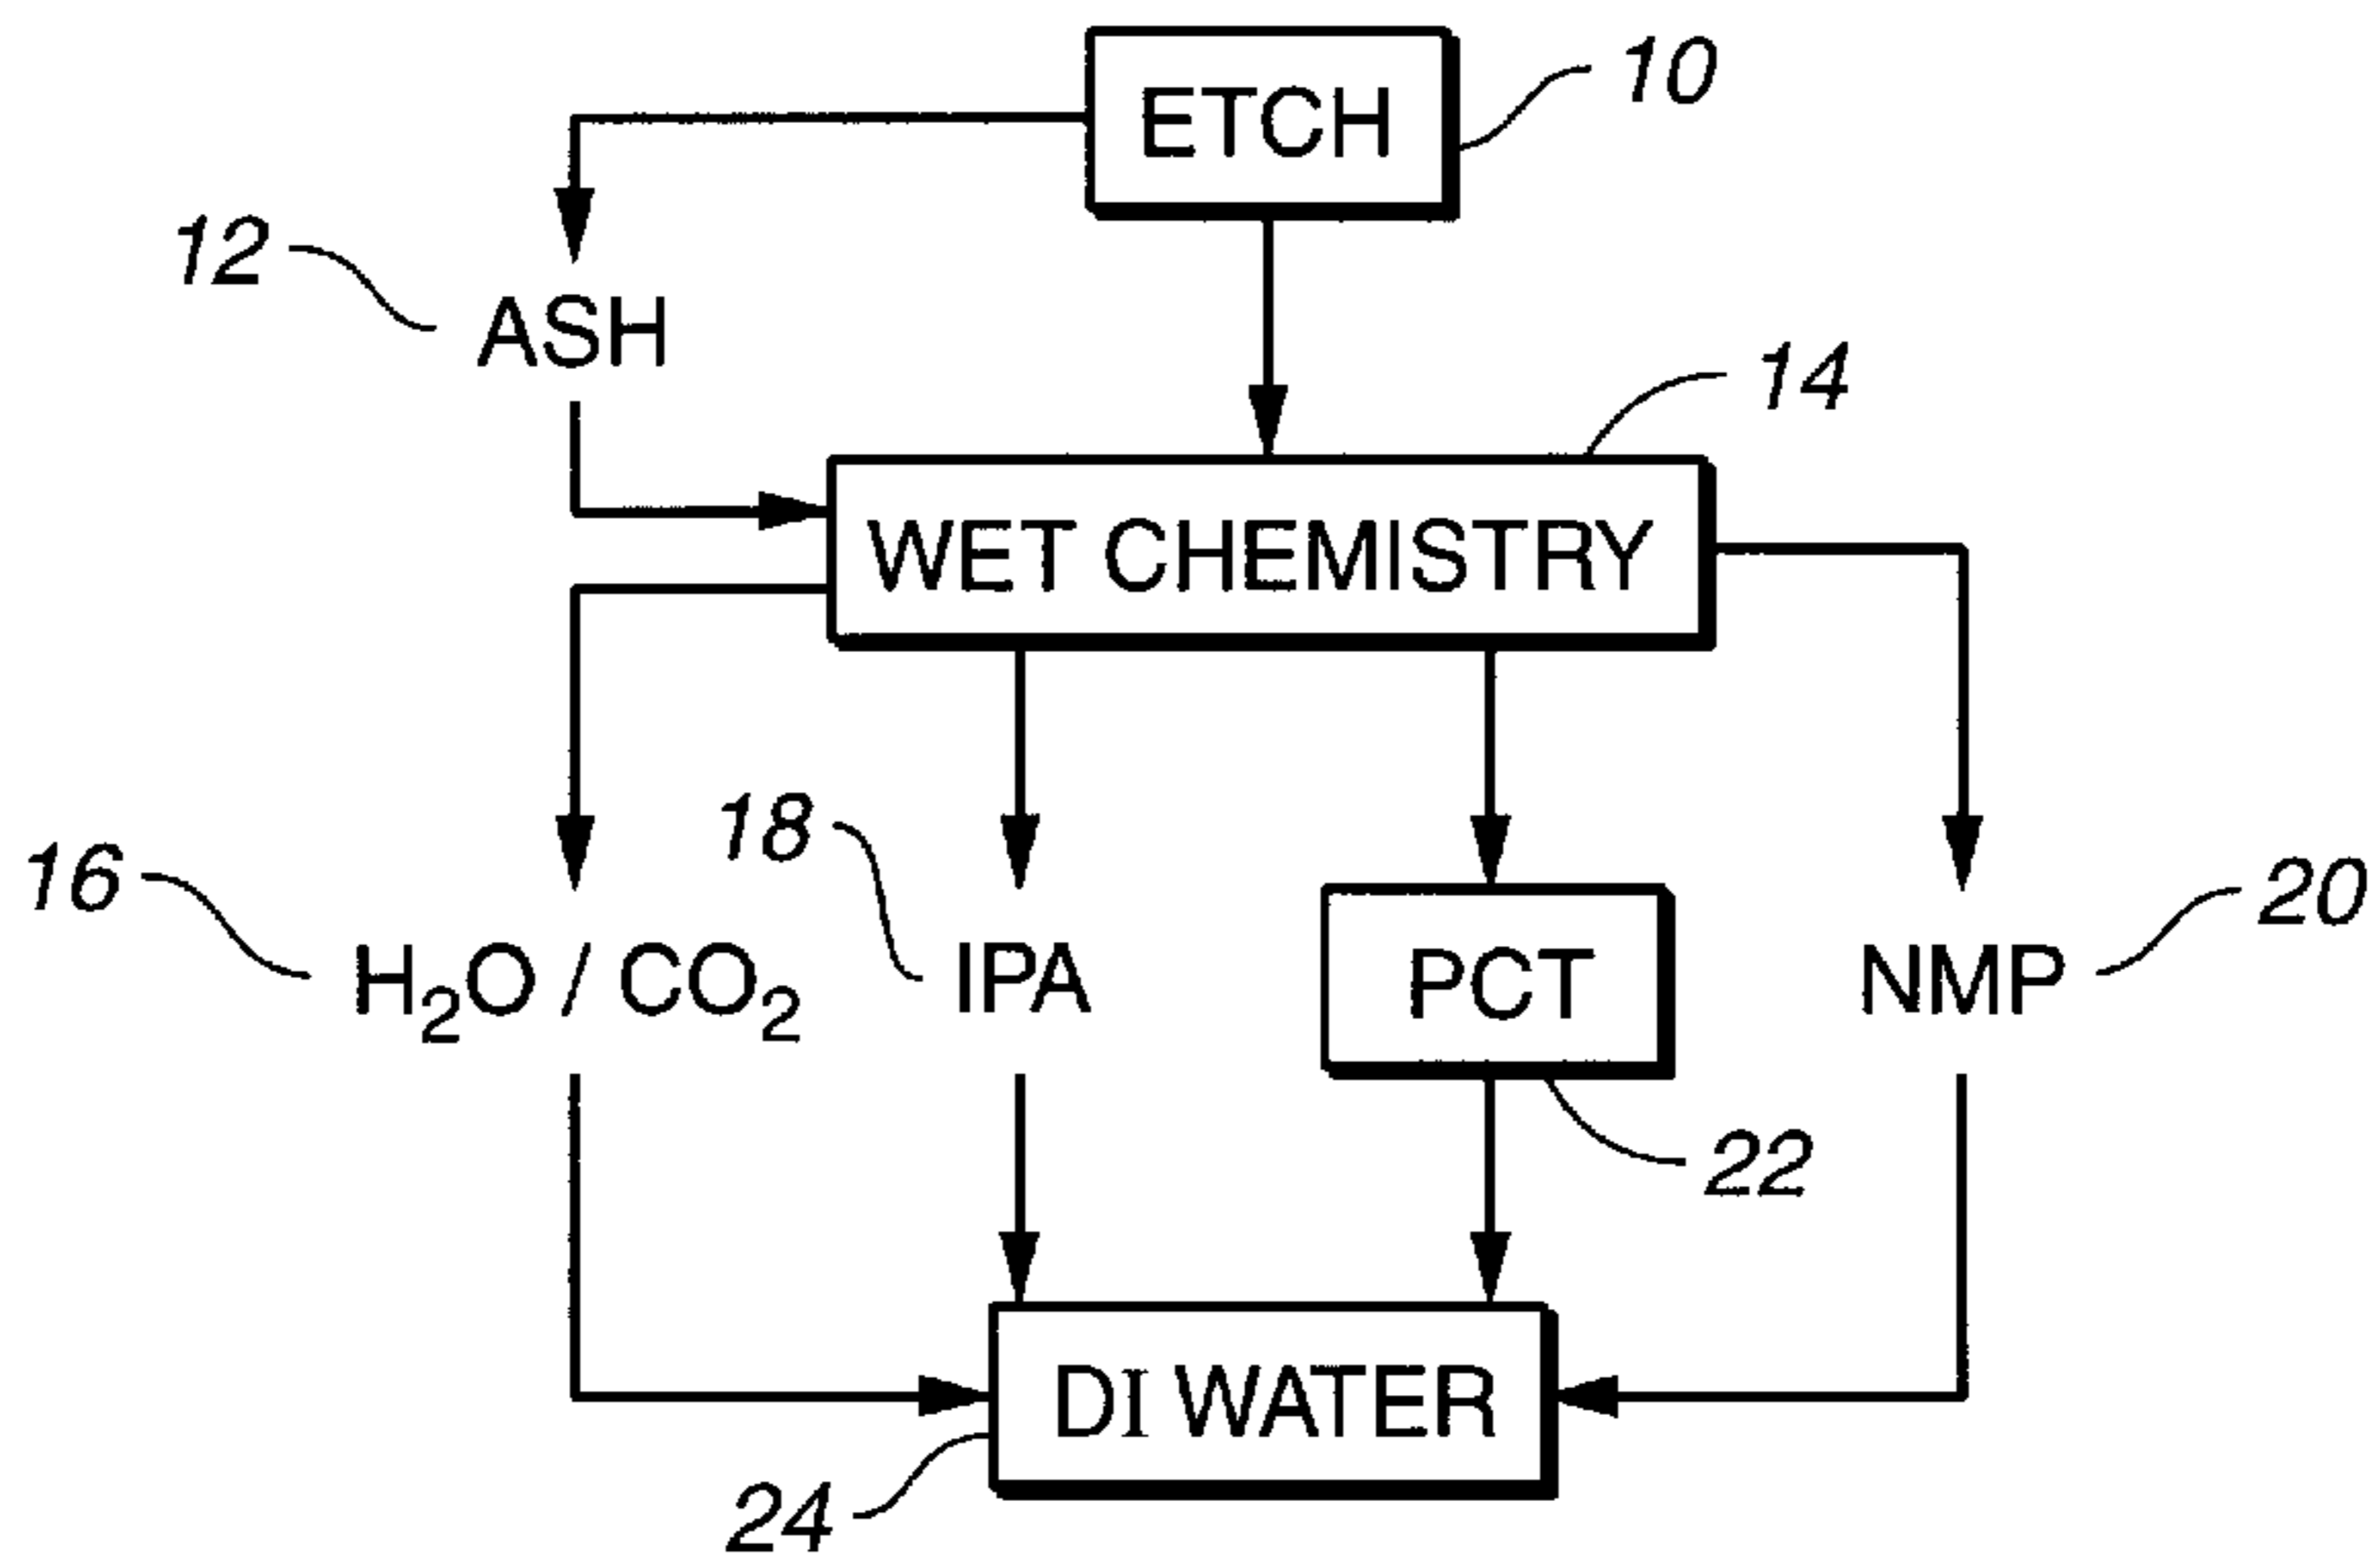 ETCH 10
12 ASH
14
WET CHEMISTRY
16 H₂O / CO₂ 18 IPA PCT NMP 20
22
DI WATER
24